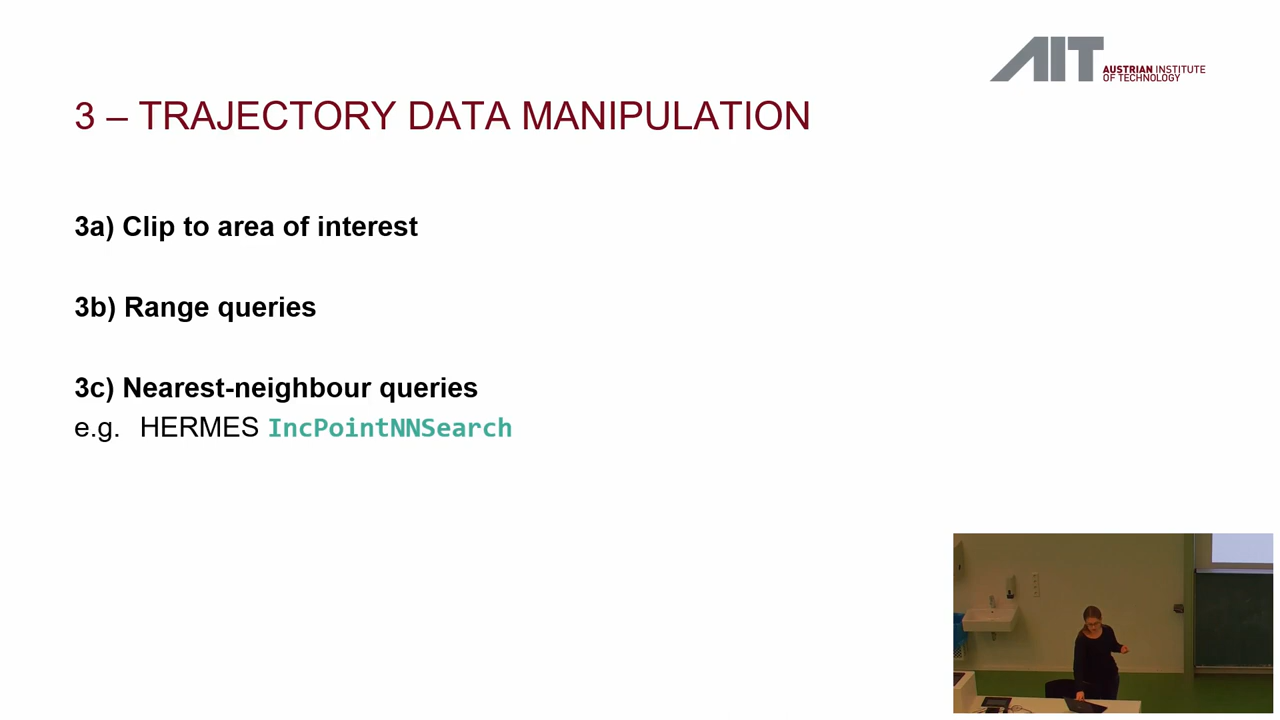 AIT
AUSTRIAN INSTITUTE
OF TECHNOLOGY
3 – TRAJECTORY DATA MANIPULATION
3a) Clip to area of interest
3b) Range queries
3c) Nearest-neighbour queries
e.g. HERMES IncPointNNSearch